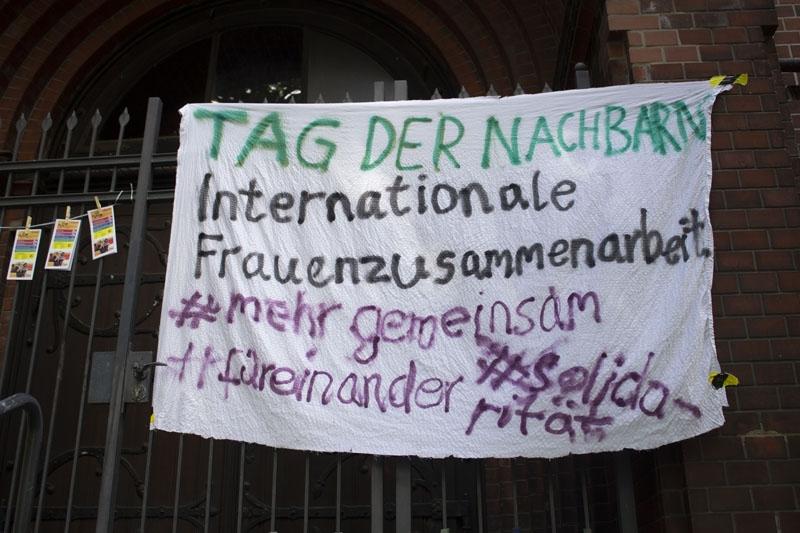 TAG DER NACHBARN
Internationale
Frauenzusammenarbeit.
#mehr gemeinsam
#füreinander #Solida-
rität